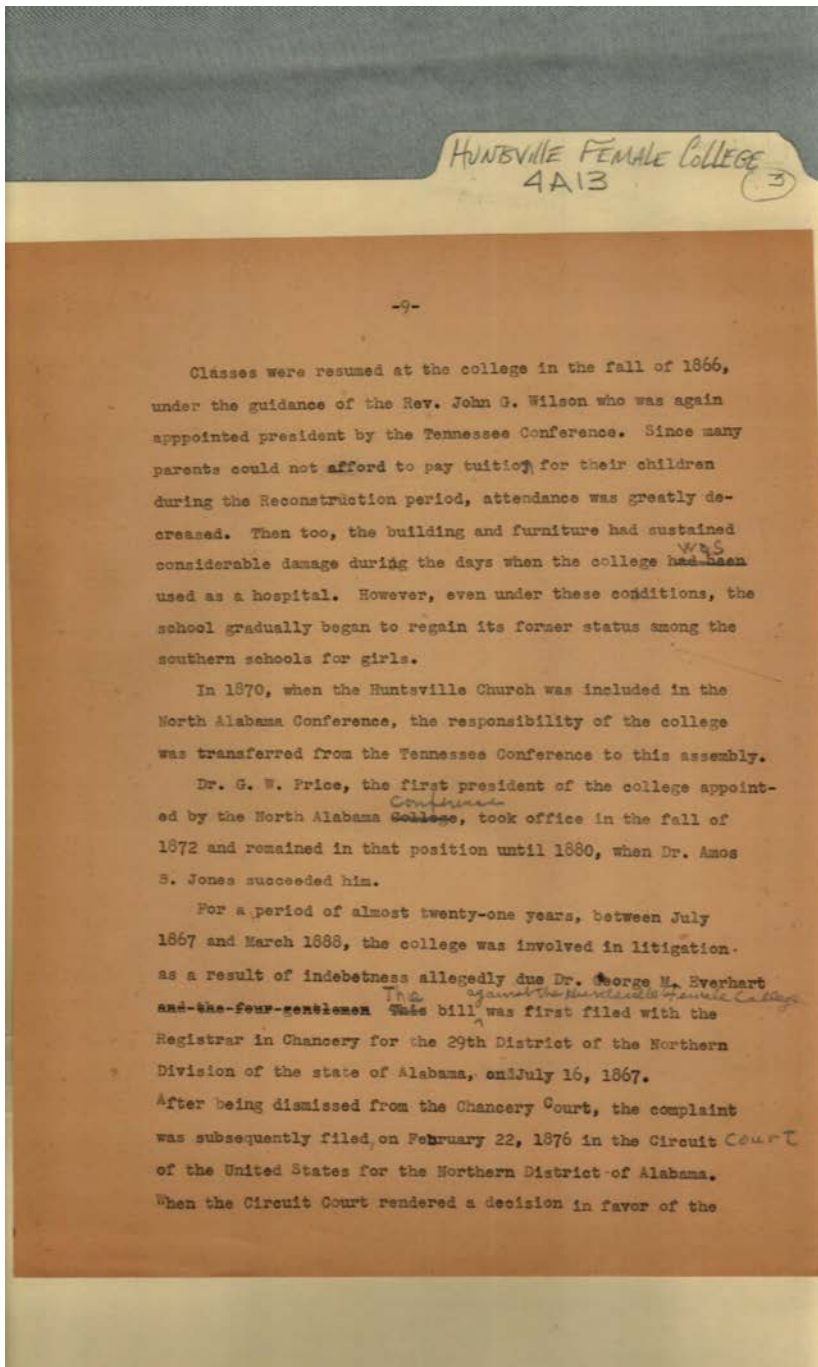 HUNTSVILLE FEMALE COLLEGE
4A13
3
-9-
Classes were resumed at the college in the fall of 1866,
under the guidance of the Rev. John G. Wilson who was again
apppointed president by the Tennessee Conference. Since many
parents could not afford to pay tuition for their children
during the Reconstruction period, attendance was greatly de-
creased. Then too, the building and furniture had sustained
was
considerable damage during the days when the college had been
used as a hospital. However, even under these conditions, the
school gradually began to regain its former status among the
southern schools for girls.
In 1870, when the Huntsville Church was included in the
North Alabama Conference, the responsibility of the college
was transferred from the Tennessee Conference to this assembly.
Dr. G. W. Price, the first president of the college appoint-
Conference
ed by the North Alabama College, took office in the fall of
1872 and remained in that position until 1880, when Dr. Amos
B. Jones succeeded him.
For a period of almost twenty-one years, between July
1867 and March 1888, the college was involved in litigation
as a result of indebetness allegedly due Dr. George M. Everhart
The against the Huntsville Female College
and the four gentlemen This bill was first filed with the
Registrar in Chancery for the 29th District of the Northern
Division of the state of Alabama, on July 16, 1867.
After being dismissed from the Chancery Court, the complaint
was subsequently filed, on February 22, 1876 in the Circuit Court
of the United States for the Northern District of Alabama.
When the Circuit Court rendered a decision in favor of the